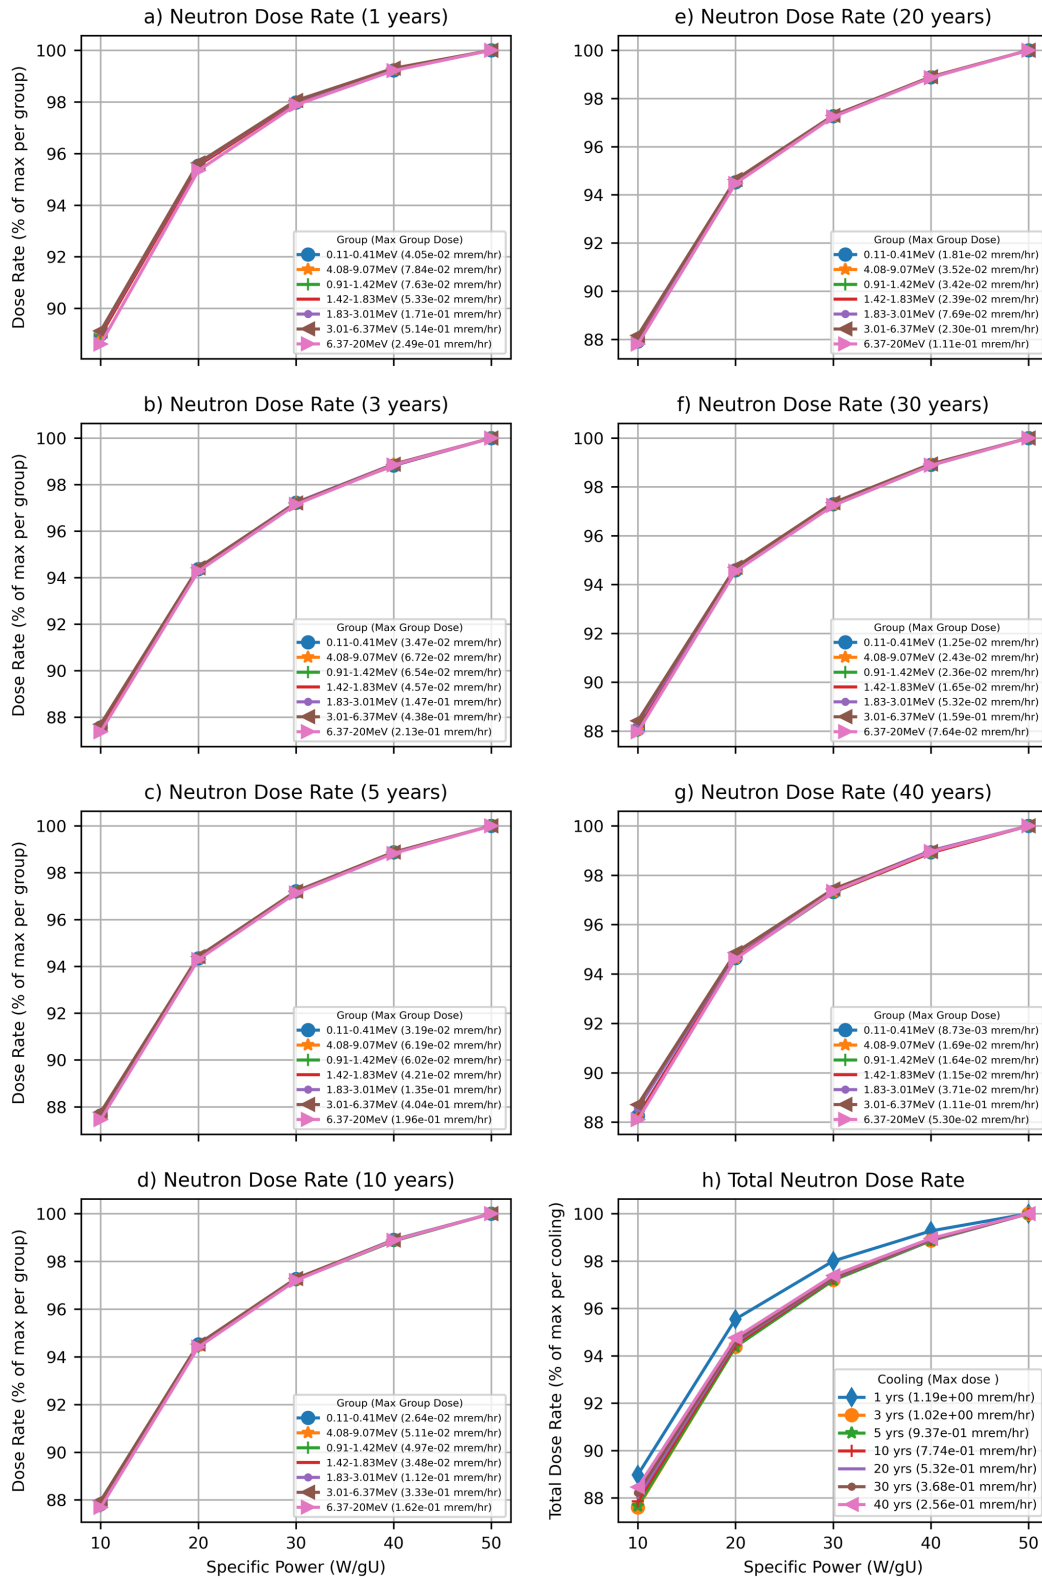 a) Neutron Dose Rate (1 years)
100
98
96
94
92
90
Dose Rate (% of max per group)
Group (Max Group Dose)
0.11-0.41MeV (4.05e-02 mrem/hr)
4.08-9.07MeV (7.84e-02 mrem/hr)
0.91-1.42MeV (7.63e-02 mrem/hr)
1.42-1.83MeV (5.33e-02 mrem/hr)
1.83-3.01MeV (1.71e-01 mrem/hr)
3.01-6.37MeV (5.14e-01 mrem/hr)
6.37-20MeV (2.49e-01 mrem/hr)
b) Neutron Dose Rate (3 years)
100
98
96
94
92
90
88
Dose Rate (% of max per group)
Group (Max Group Dose)
0.11-0.41MeV (3.47e-02 mrem/hr)
4.08-9.07MeV (6.72e-02 mrem/hr)
0.91-1.42MeV (6.54e-02 mrem/hr)
1.42-1.83MeV (4.57e-02 mrem/hr)
1.83-3.01MeV (1.47e-01 mrem/hr)
3.01-6.37MeV (4.38e-01 mrem/hr)
6.37-20MeV (2.13e-01 mrem/hr)
c) Neutron Dose Rate (5 years)
100
98
96
94
92
90
88
Dose Rate (% of max per group)
Group (Max Group Dose)
0.11-0.41MeV (3.19e-02 mrem/hr)
4.08-9.07MeV (6.19e-02 mrem/hr)
0.91-1.42MeV (6.02e-02 mrem/hr)
1.42-1.83MeV (4.21e-02 mrem/hr)
1.83-3.01MeV (1.35e-01 mrem/hr)
3.01-6.37MeV (4.04e-01 mrem/hr)
6.37-20MeV (1.96e-01 mrem/hr)
d) Neutron Dose Rate (10 years)
100
98
96
94
92
90
88
Dose Rate (% of max per group)
Group (Max Group Dose)
0.11-0.41MeV (2.64e-02 mrem/hr)
4.08-9.07MeV (5.11e-02 mrem/hr)
0.91-1.42MeV (4.97e-02 mrem/hr)
1.42-1.83MeV (3.48e-02 mrem/hr)
1.83-3.01MeV (1.12e-01 mrem/hr)
3.01-6.37MeV (3.33e-01 mrem/hr)
6.37-20MeV (1.62e-01 mrem/hr)
10 20 30 40 50
Specific Power (W/gU)
e) Neutron Dose Rate (20 years)
100
98
96
94
92
90
88
Group (Max Group Dose)
0.11-0.41MeV (1.81e-02 mrem/hr)
4.08-9.07MeV (3.52e-02 mrem/hr)
0.91-1.42MeV (3.42e-02 mrem/hr)
1.42-1.83MeV (2.39e-02 mrem/hr)
1.83-3.01MeV (7.69e-02 mrem/hr)
3.01-6.37MeV (2.30e-01 mrem/hr)
6.37-20MeV (1.11e-01 mrem/hr)
f) Neutron Dose Rate (30 years)
100
98
96
94
92
90
88
Group (Max Group Dose)
0.11-0.41MeV (1.25e-02 mrem/hr)
4.08-9.07MeV (2.43e-02 mrem/hr)
0.91-1.42MeV (2.36e-02 mrem/hr)
1.42-1.83MeV (1.65e-02 mrem/hr)
1.83-3.01MeV (5.32e-02 mrem/hr)
3.01-6.37MeV (1.59e-01 mrem/hr)
6.37-20MeV (7.64e-02 mrem/hr)
g) Neutron Dose Rate (40 years)
100
98
96
94
92
90
88
Group (Max Group Dose)
0.11-0.41MeV (8.73e-03 mrem/hr)
4.08-9.07MeV (1.69e-02 mrem/hr)
0.91-1.42MeV (1.64e-02 mrem/hr)
1.42-1.83MeV (1.15e-02 mrem/hr)
1.83-3.01MeV (3.71e-02 mrem/hr)
3.01-6.37MeV (1.11e-01 mrem/hr)
6.37-20MeV (5.30e-02 mrem/hr)
h) Total Neutron Dose Rate
100
98
96
94
92
90
88
Total Dose Rate (% of max per cooling)
Cooling (Max dose )
1 yrs (1.19e+00 mrem/hr)
3 yrs (1.02e+00 mrem/hr)
5 yrs (9.37e-01 mrem/hr)
10 yrs (7.74e-01 mrem/hr)
20 yrs (5.32e-01 mrem/hr)
30 yrs (3.68e-01 mrem/hr)
40 yrs (2.56e-01 mrem/hr)
10 20 30 40 50
Specific Power (W/gU)